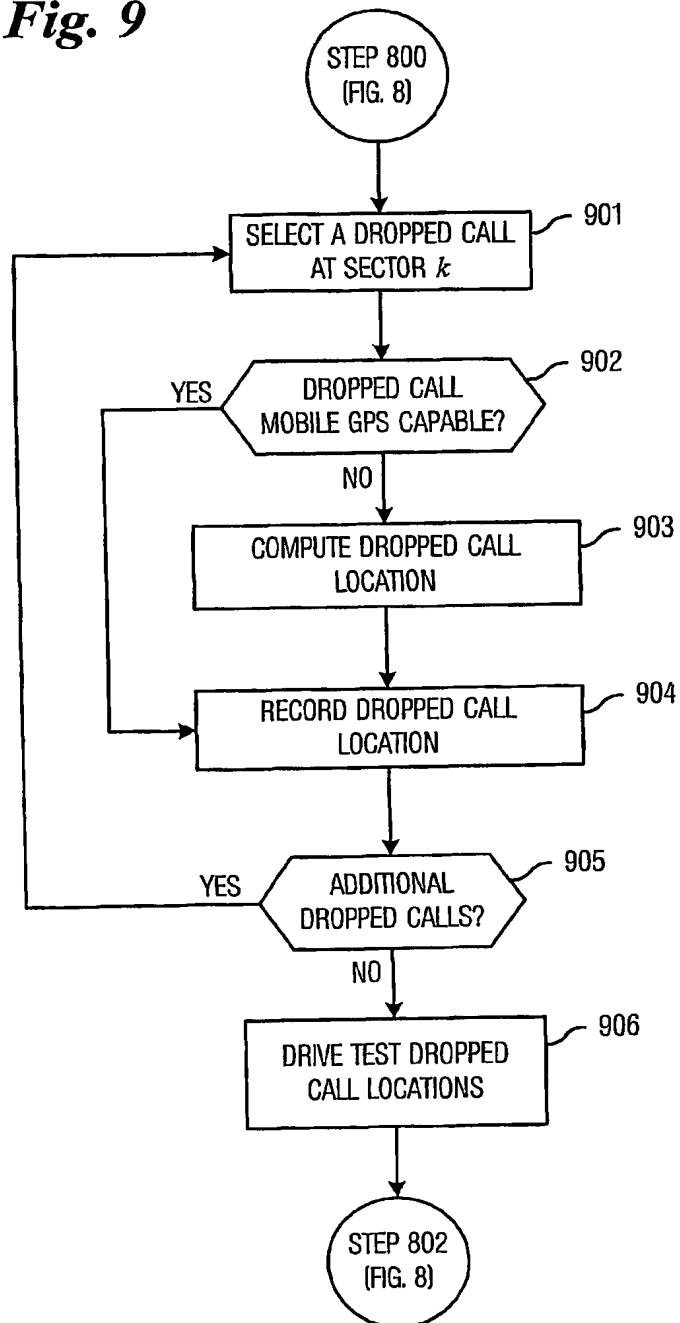 Fig. 9
STEP 800
(FIG. 8)
901
SELECT A DROPPED CALL
AT SECTOR k
902
YES
DROPPED CALL
MOBILE GPS CAPABLE?
NO
903
COMPUTE DROPPED CALL
LOCATION
904
RECORD DROPPED CALL
LOCATION
905
YES
ADDITIONAL
DROPPED CALLS?
NO
906
DRIVE TEST DROPPED
CALL LOCATIONS
STEP 802
(FIG. 8)